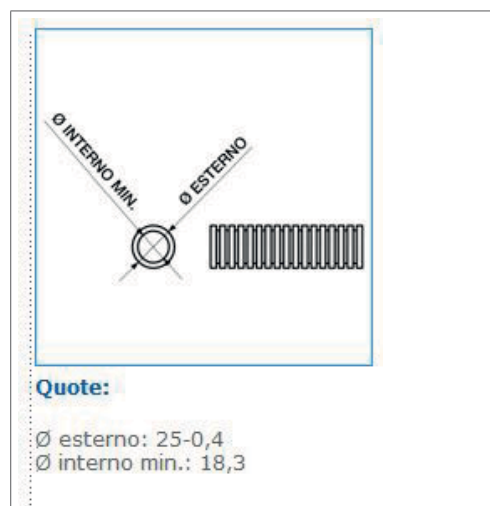 Ø INTERNO MIN.
Ø ESTERNO
Quote:
Ø esterno: 25-0,4
Ø interno min.: 18,3